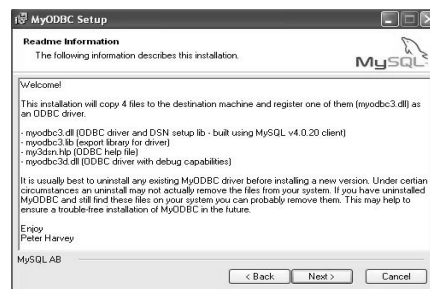 MyODBC Setup
Readme Information
The following information describes this installation.
MySQL
Welcome!
This installation will copy 4 files to the destination machine and register one of them (myodbc3.dll) as
an ODBC driver.
- myodbc3.dll (ODBC driver and DSN setup lib - built using MySQL v4.0.20 client)
- myodbc3.lib (export library for driver)
- my3dsn.hlp (ODBC help file)
- myodbc3d.dll (ODBC driver with debug capabilities)
It is usually best to uninstall any existing MyODBC driver before installing a new version. Under certian
circumstances an uninstall may not actually remove the files from your system. If you have uninstalled
MyODBC and still find these files on your system you can probably remove them. This may help to
ensure a trouble-free installation of MyODBC in the future.
Enjoy
Peter Harvey
MySQL AB
< Back Next > Cancel